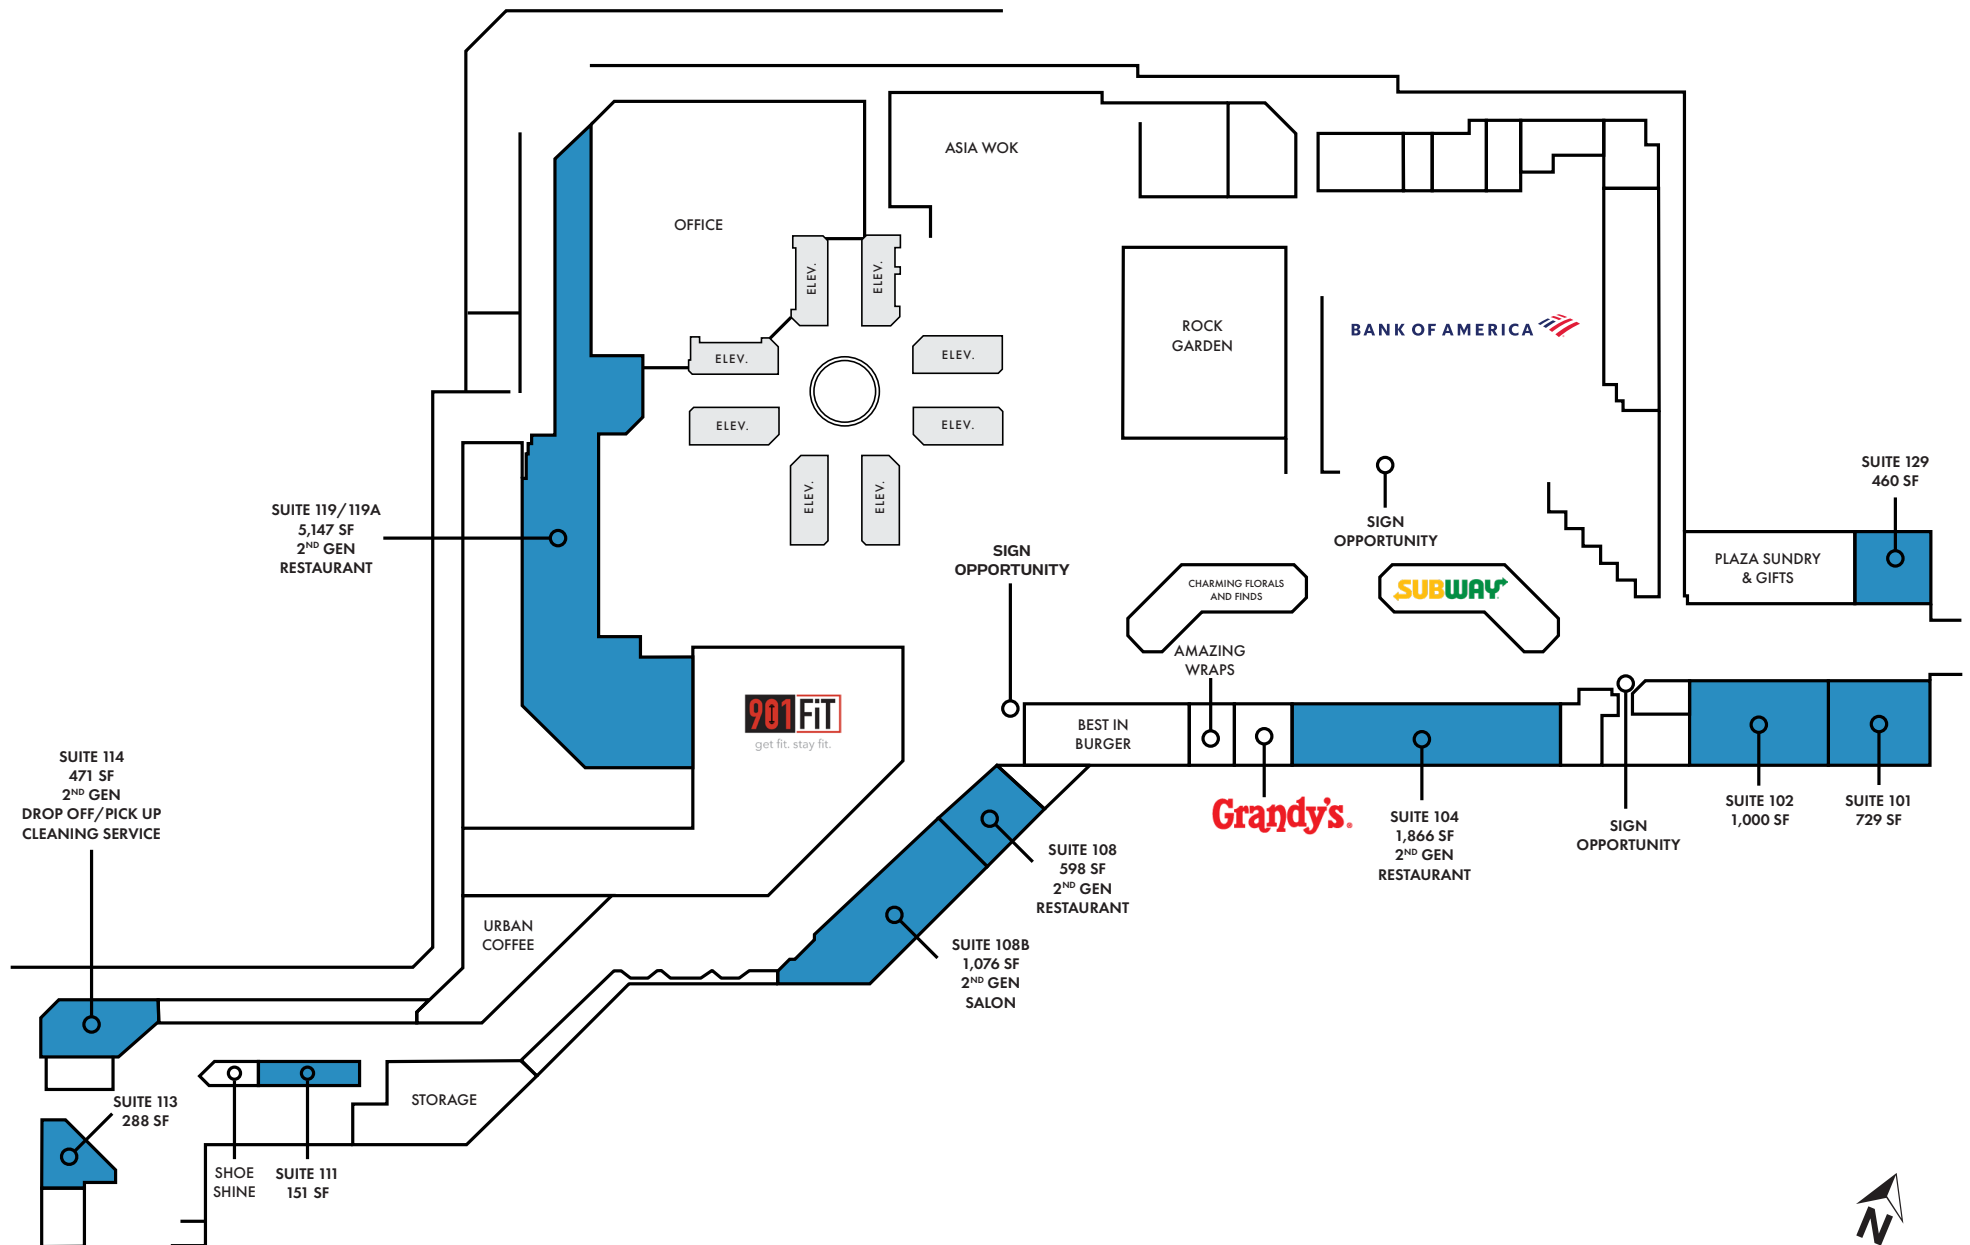 ASIA WOK
OFFICE
ELEV.
ELEV.
ELEV.
ELEV.
ELEV.
ELEV.
ELEV.
ELEV.
ROCK
GARDEN
BANK OF AMERICA
SUITE 129
460 SF
SUITE 119/119A
5,147 SF
2ND GEN
RESTAURANT
SIGN
OPPORTUNITY
SIGN
OPPORTUNITY
PLAZA SUNDRY
& GIFTS
CHARMING FLORALS
AND FINDS
SUBWAY
AMAZING
WRAPS
901FiT
get fit. stay fit.
BEST IN
BURGER
SUITE 114
471 SF
2ND GEN
DROP OFF/PICK UP
CLEANING SERVICE
Grandy's.
SUITE 104
1,866 SF
2ND GEN
RESTAURANT
SIGN
OPPORTUNITY
SUITE 102
1,000 SF
SUITE 101
729 SF
SUITE 108
598 SF
2ND GEN
RESTAURANT
URBAN
COFFEE
SUITE 108B
1,076 SF
2ND GEN
SALON
STORAGE
SUITE 113
288 SF
SHOE
SHINE
SUITE 111
151 SF
N